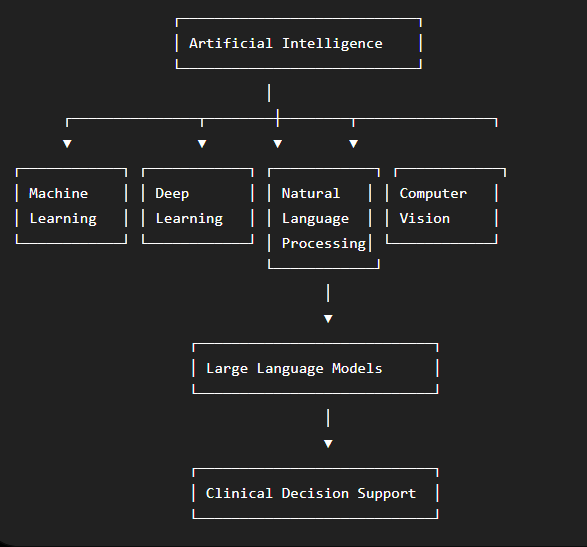 Artificial Intelligence
Machine Learning
Deep Learning
Natural Language Processing
Computer Vision
Large Language Models
Clinical Decision Support